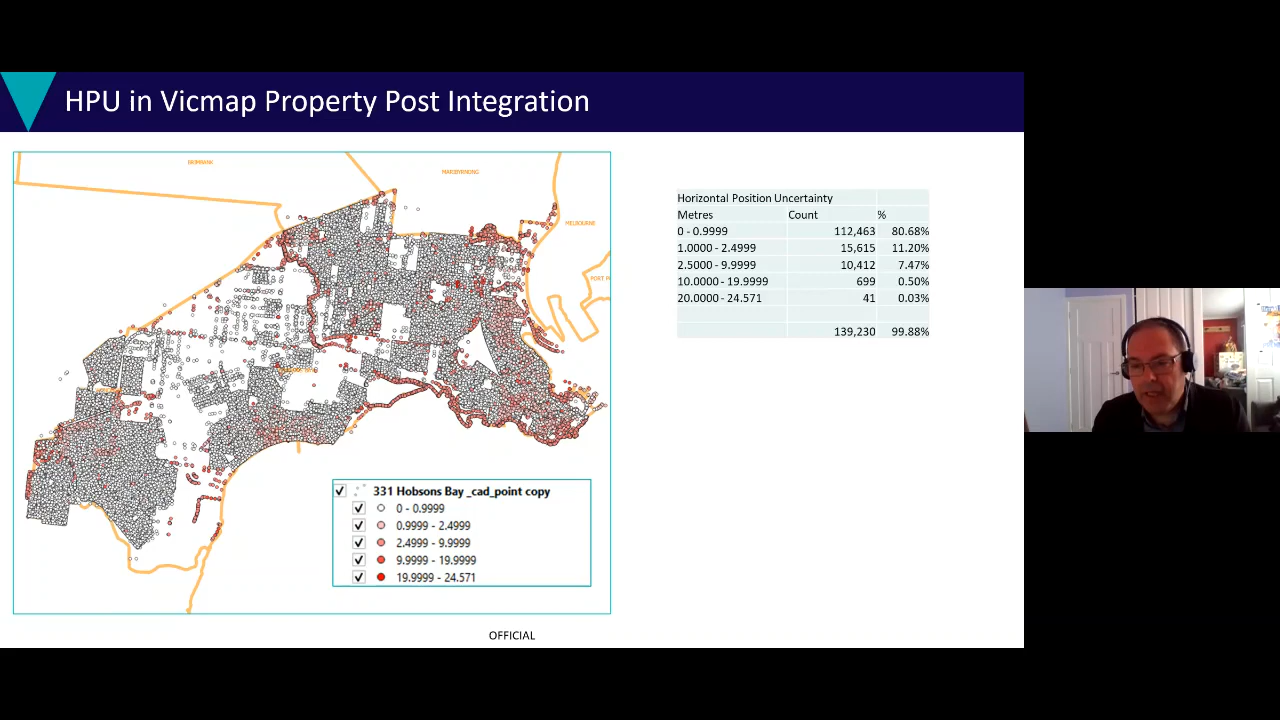 HPU in Vicmap Property Post Integration
BRIMBANK
MARIBYRNONG
MELBOURNE
Horizontal Position Uncertainty
Metres Count %
0 - 0.9999 112,463 80.68%
1.0000 - 2.4999 15,615 11.20%
2.5000 - 9.9999 10,412 7.47%
10.0000 - 19.9999 699 0.50%
20.0000 - 24.571 41 0.03%
139,230 99.88%
331 Hobsons Bay _cad_point copy
0 - 0.9999
0.9999 - 2.4999
2.4999 - 9.9999
9.9999 - 19.9999
19.9999 - 24.571
OFFICIAL